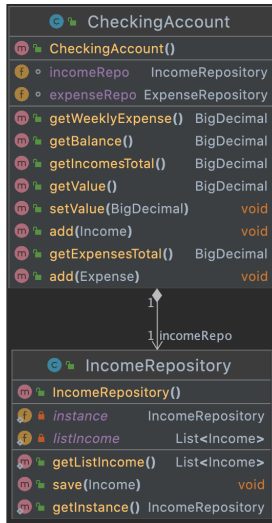 CheckingAccount
CheckingAccount()
incomeRepo IncomeRepository
expenseRepo ExpenseRepository
getWeeklyExpense() BigDecimal
getBalance() BigDecimal
getIncomesTotal() BigDecimal
getValue() BigDecimal
setValue(BigDecimal) void
add(Income) void
getExpensesTotal() BigDecimal
add(Expense) void
1
1 incomeRepo
IncomeRepository
IncomeRepository()
instance IncomeRepository
listIncome List<Income>
getListIncome() List<Income>
save(Income) void
getInstance() IncomeRepository